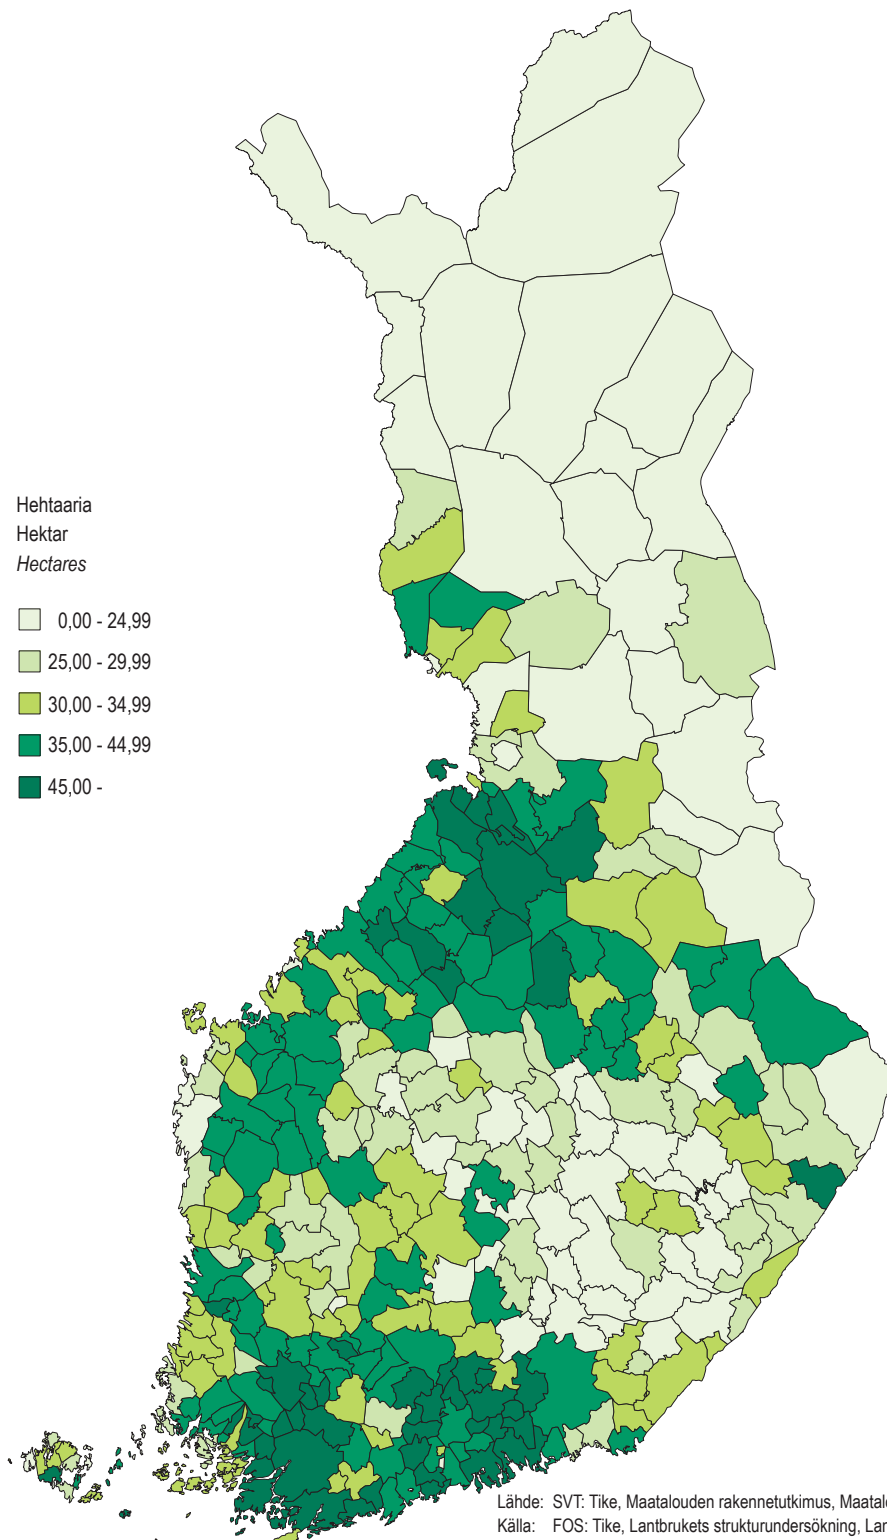 Hehtaaria
Hektar
Hectares
0,00 - 24,99
25,00 - 29,99
30,00 - 34,99
35,00 - 44,99
45,00 -
Lähde: SVT: Tike, Maatalouden rakennetutkimus,
Källa: FOS: Tike, Lantbrukets strukturundersökning,